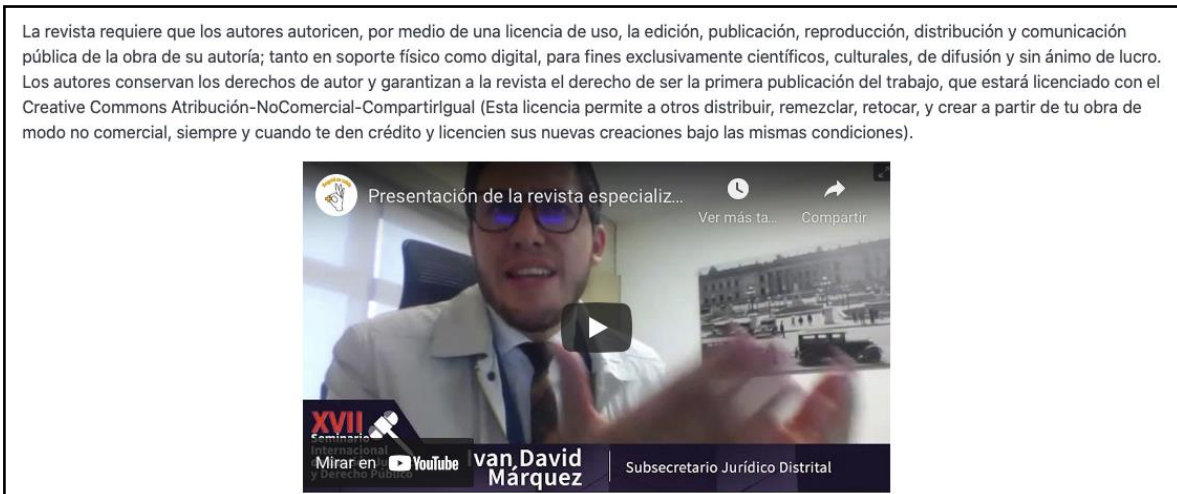 La revista requiere que los autores autoricen, por medio de una licencia de uso, la edición, publicación, reproducción, distribución y comunicación
pública de la obra de su autoría; tanto en soporte físico como digital, para fines exclusivamente científicos, culturales, de difusión y sin ánimo de lucro.
Los autores conservan los derechos de autor y garantizan a la revista el derecho de ser la primera publicación del trabajo, que estará licenciado con el
Creative Commons Atribución-NoComercial-CompartirIgual (Esta licencia permite a otros distribuir, remezclar, retocar, y crear a partir de tu obra de
modo no comercial, siempre y cuando te den crédito y licencien sus nuevas creaciones bajo las mismas condiciones).
Presentación de la revista especializ...
Ver más ta...
Compartir
XVII
Seminario
Internacional
y Derecho Público
Mirar en YouTube
Ivan David
Márquez
Subsecretario Jurídico Distrital